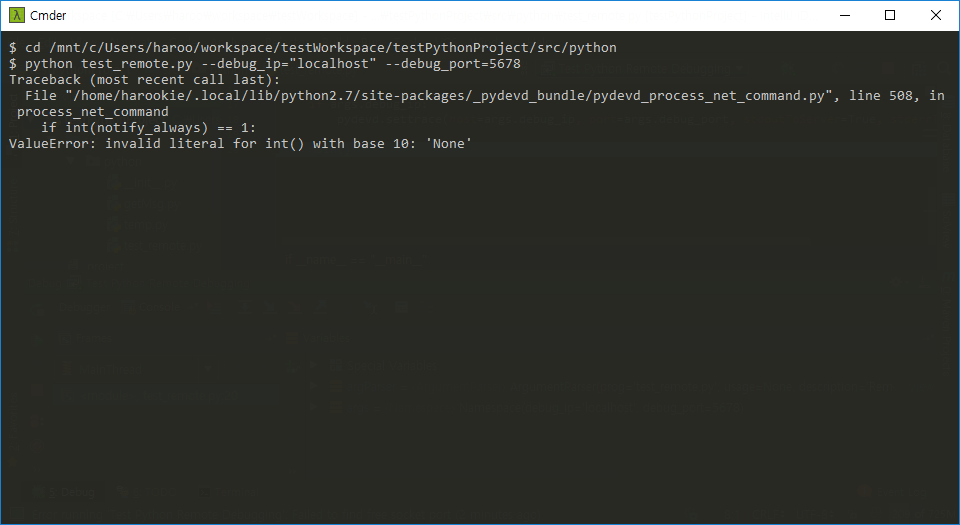 Cmder
$ cd /mnt/c/Users/haroo/workspace/testWorkspace/testPythonProject/src/python
$ python test_remote.py --debug_ip="localhost" --debug_port=5678
Traceback (most recent call last):
  File "/home/harookie/.local/lib/python2.7/site-packages/_pydevd_bundle/pydevd_process_net_command.py", line 508, in
 process_net_command
    if int(notify_always) == 1:
ValueError: invalid literal for int() with base 10: 'None'